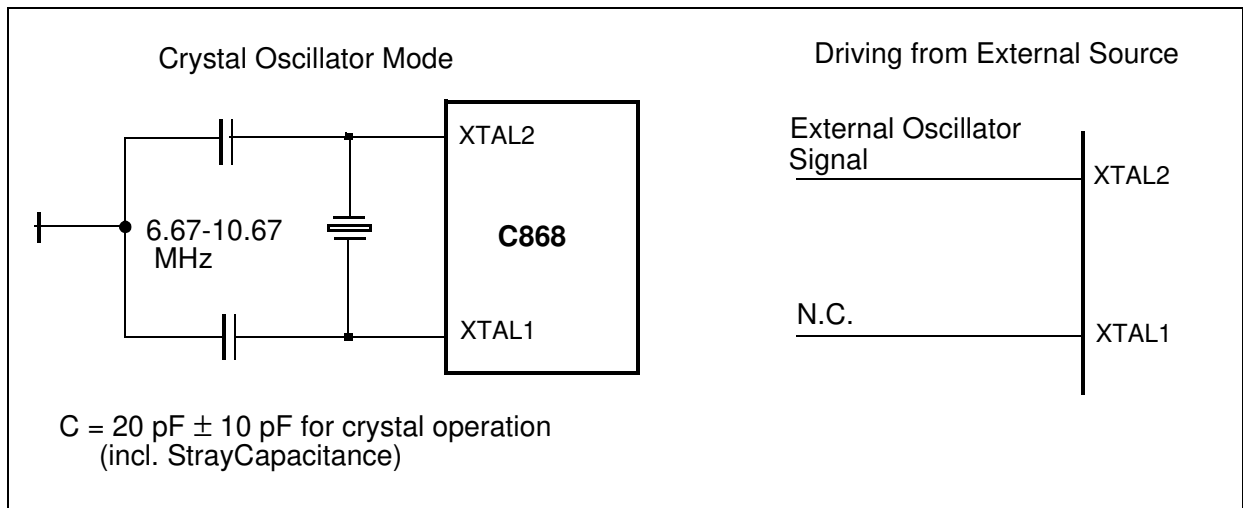 Crystal Oscillator Mode
XTAL2
6.67-10.67
MHz
C868
XTAL1
C = 20 pF ± 10 pF for crystal operation
(incl. StrayCapacitance)
Driving from External Source
External Oscillator
Signal
XTAL2
N.C.
XTAL1